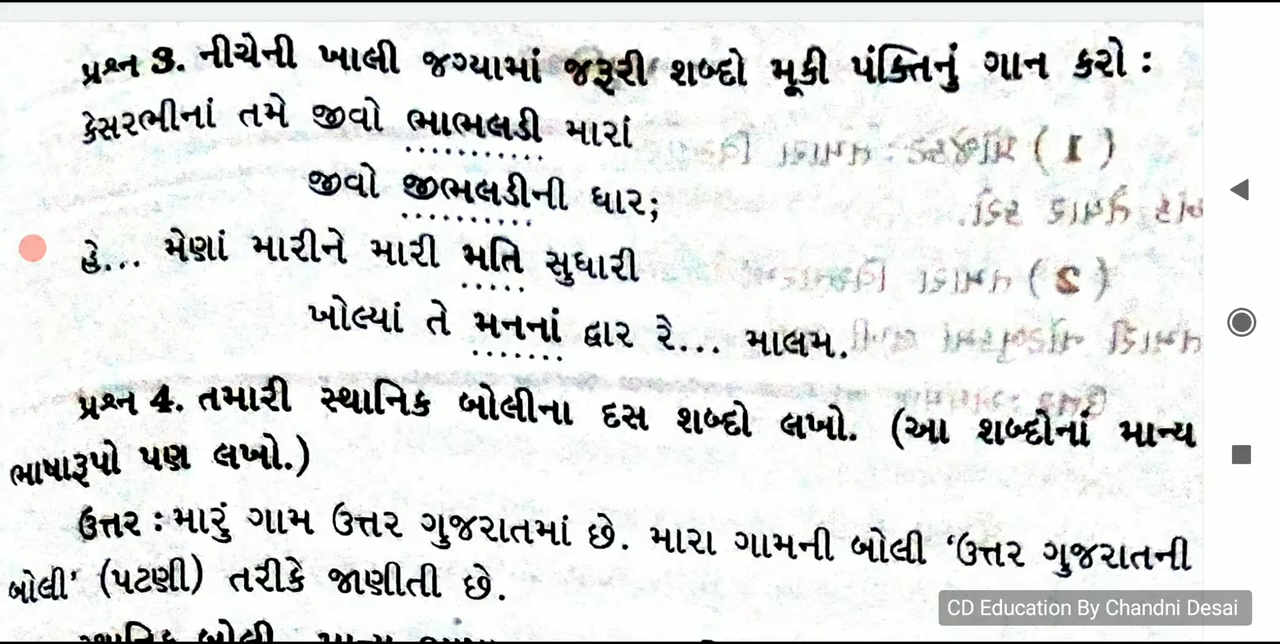 પ્રશ્ન 3. નીચેની ખાલી જગ્યામાં જરૂરી શબ્દો મૂકી પંક્તિનું ગાન કરો :
કેસરભીનાં તમે જીવો ભાભલડી મારાં
જીવો જીભલડીની ધાર;
હે... મેણાં મારીને મારી મતિ સુધારી
ખોલ્યાં તે મનનાં દ્વાર રે... માલમ.
પ્રશ્ન 4. તમારી સ્થાનિક બોલીના દસ શબ્દો લખો. (આ શબ્દોનાં માન્ય
ભાષારૂપો પણ લખો.)
ઉત્તર : મારું ગામ ઉત્તર ગુજરાતમાં છે. મારા ગામની બોલી ‘ઉત્તર ગુજરાતની
બોલી’ (પટણી) તરીકે જાણીતી છે.
CD Education By Chandni Desai